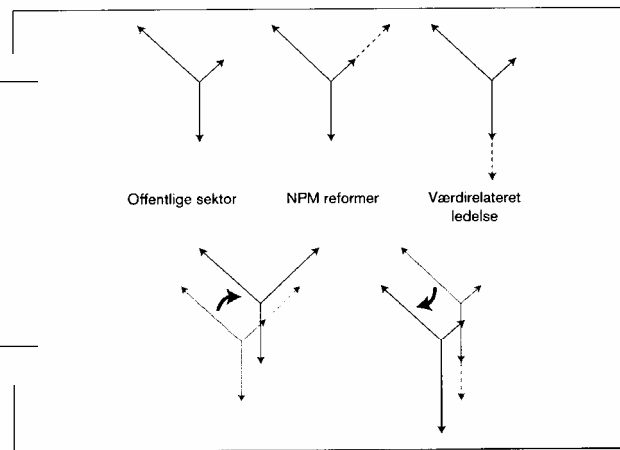 Offentlige sektor
NPM reformer
Værdirelateret
ledelse